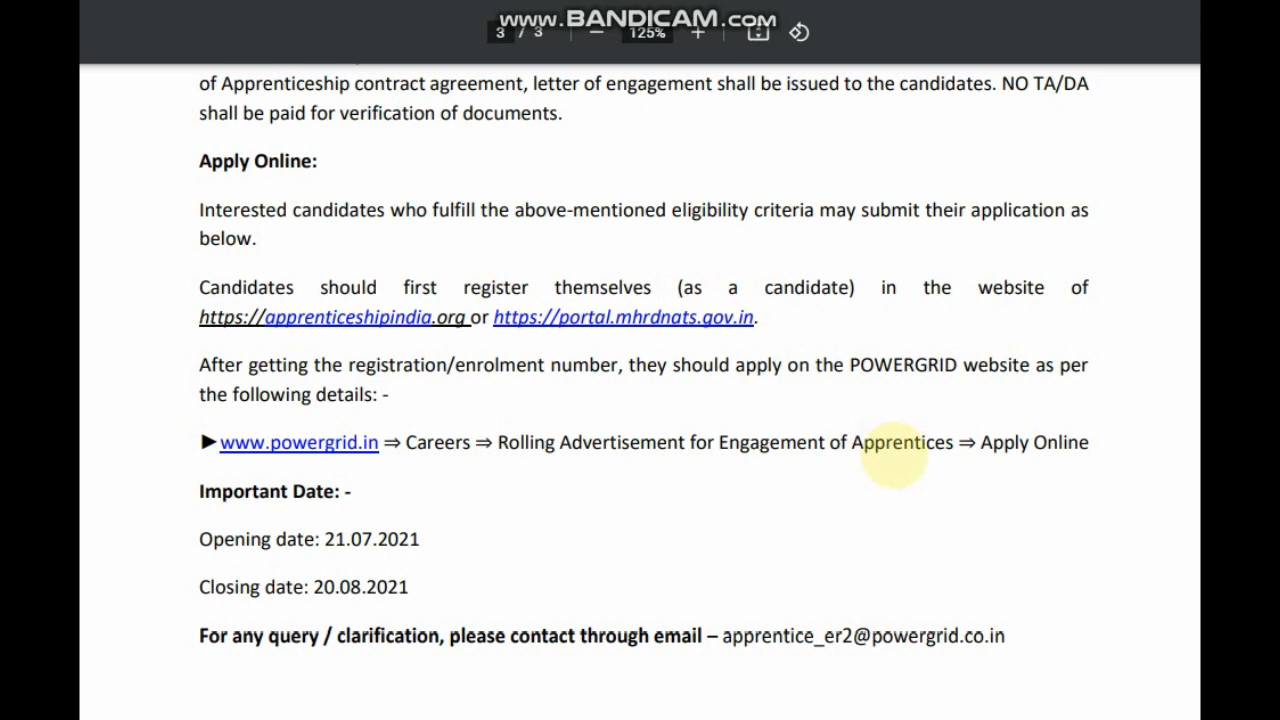 www.BANDICAM.com
3 / 3 − 125% +
of Apprenticeship contract agreement, letter of engagement shall be issued to the candidates. NO TA/DA
shall be paid for verification of documents.
Apply Online:
Interested candidates who fulfill the above-mentioned eligibility criteria may submit their application as
below.
Candidates should first register themselves (as a candidate) in the website of
https://apprenticeshipindia.org or https://portal.mhrdnats.gov.in.
After getting the registration/enrolment number, they should apply on the POWERGRID website as per
the following details: -
►www.powergrid.in ⇒ Careers ⇒ Rolling Advertisement for Engagement of Apprentices ⇒ Apply Online
Important Date: -
Opening date: 21.07.2021
Closing date: 20.08.2021
For any query / clarification, please contact through email – apprentice_er2@powergrid.co.in